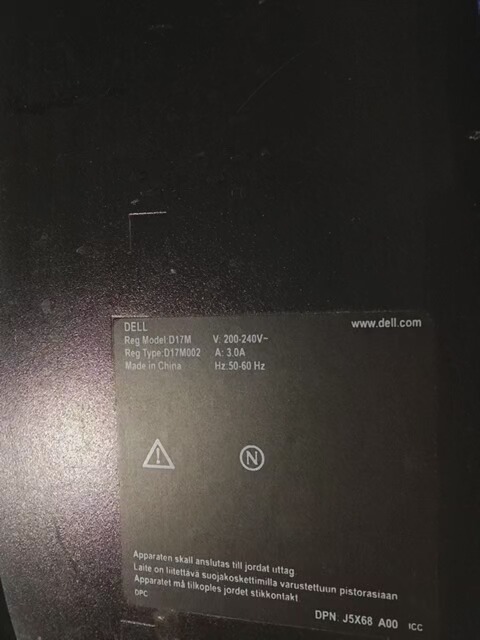 DELL www.dell.com
Reg Model:D17M V: 200-240V~
Reg Type:D17M002 A: 3.0A
Made in China Hz:50-60 Hz
N
Apparaten skall anslutas till jordat uttag.
Laite on liitettävä suojakoskettimilla varustettuun pistorasiaan
Apparatet må tilkoples jordet stikkontakt.
DPC DPN: J5X68 A00 ICC